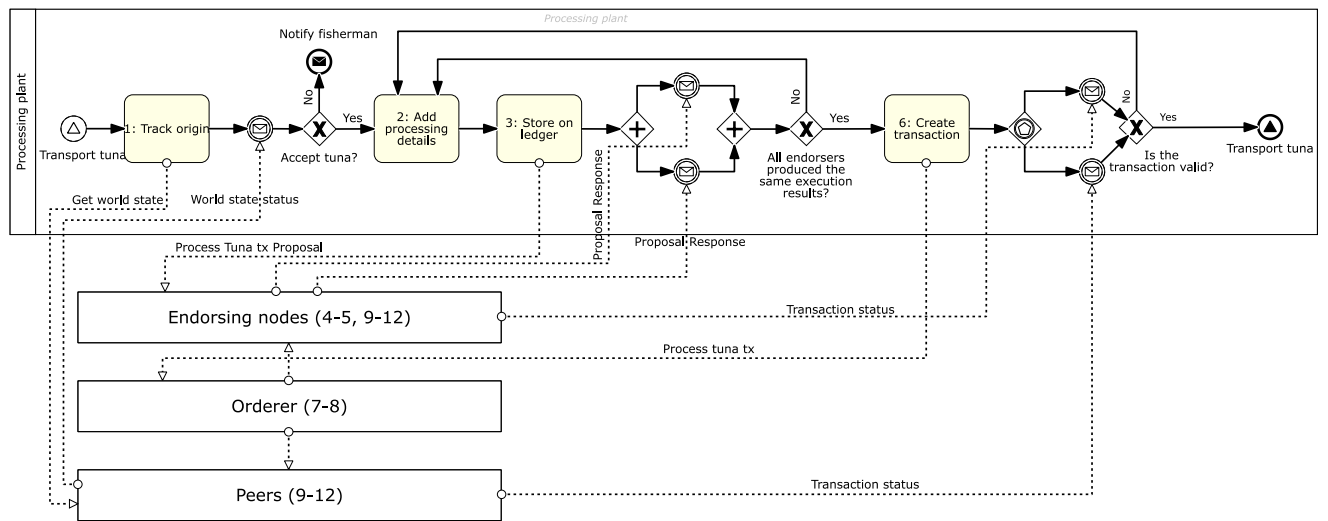 Processing plant
Processing plant
Notify fisherman
No
Transport tuna
1: Track origin
Accept tuna?
Yes
2: Add
processing
details
3: Store on
ledger
No
Yes
All endorsers
produced the
same execution
results?
6: Create
transaction
No
Yes
Is the
transaction valid?
Transport tuna
Get world state
World state status
Process Tuna tx Proposal
Proposal Response
Proposal Response
Endorsing nodes (4-5, 9-12)
Transaction status
Process tuna tx
Orderer (7-8)
Peers (9-12)
Transaction status